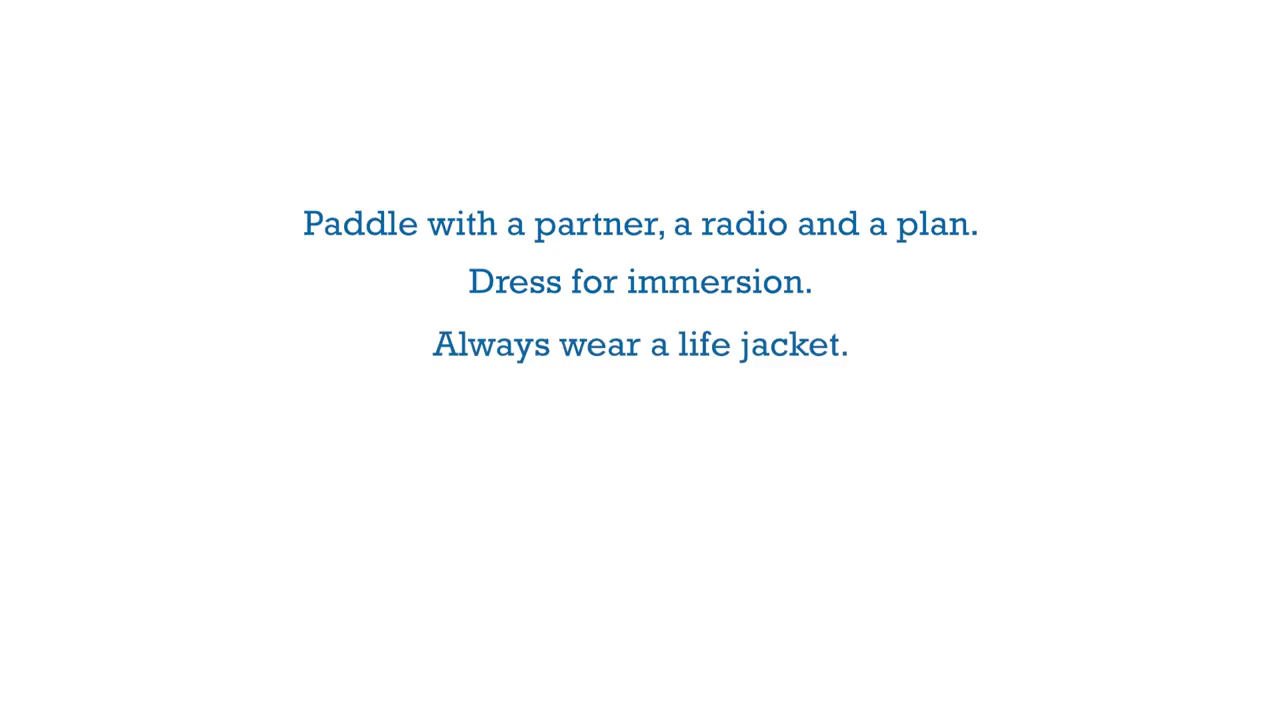 Paddle with a partner, a radio and a plan.
Dress for immersion.
Always wear a life jacket.